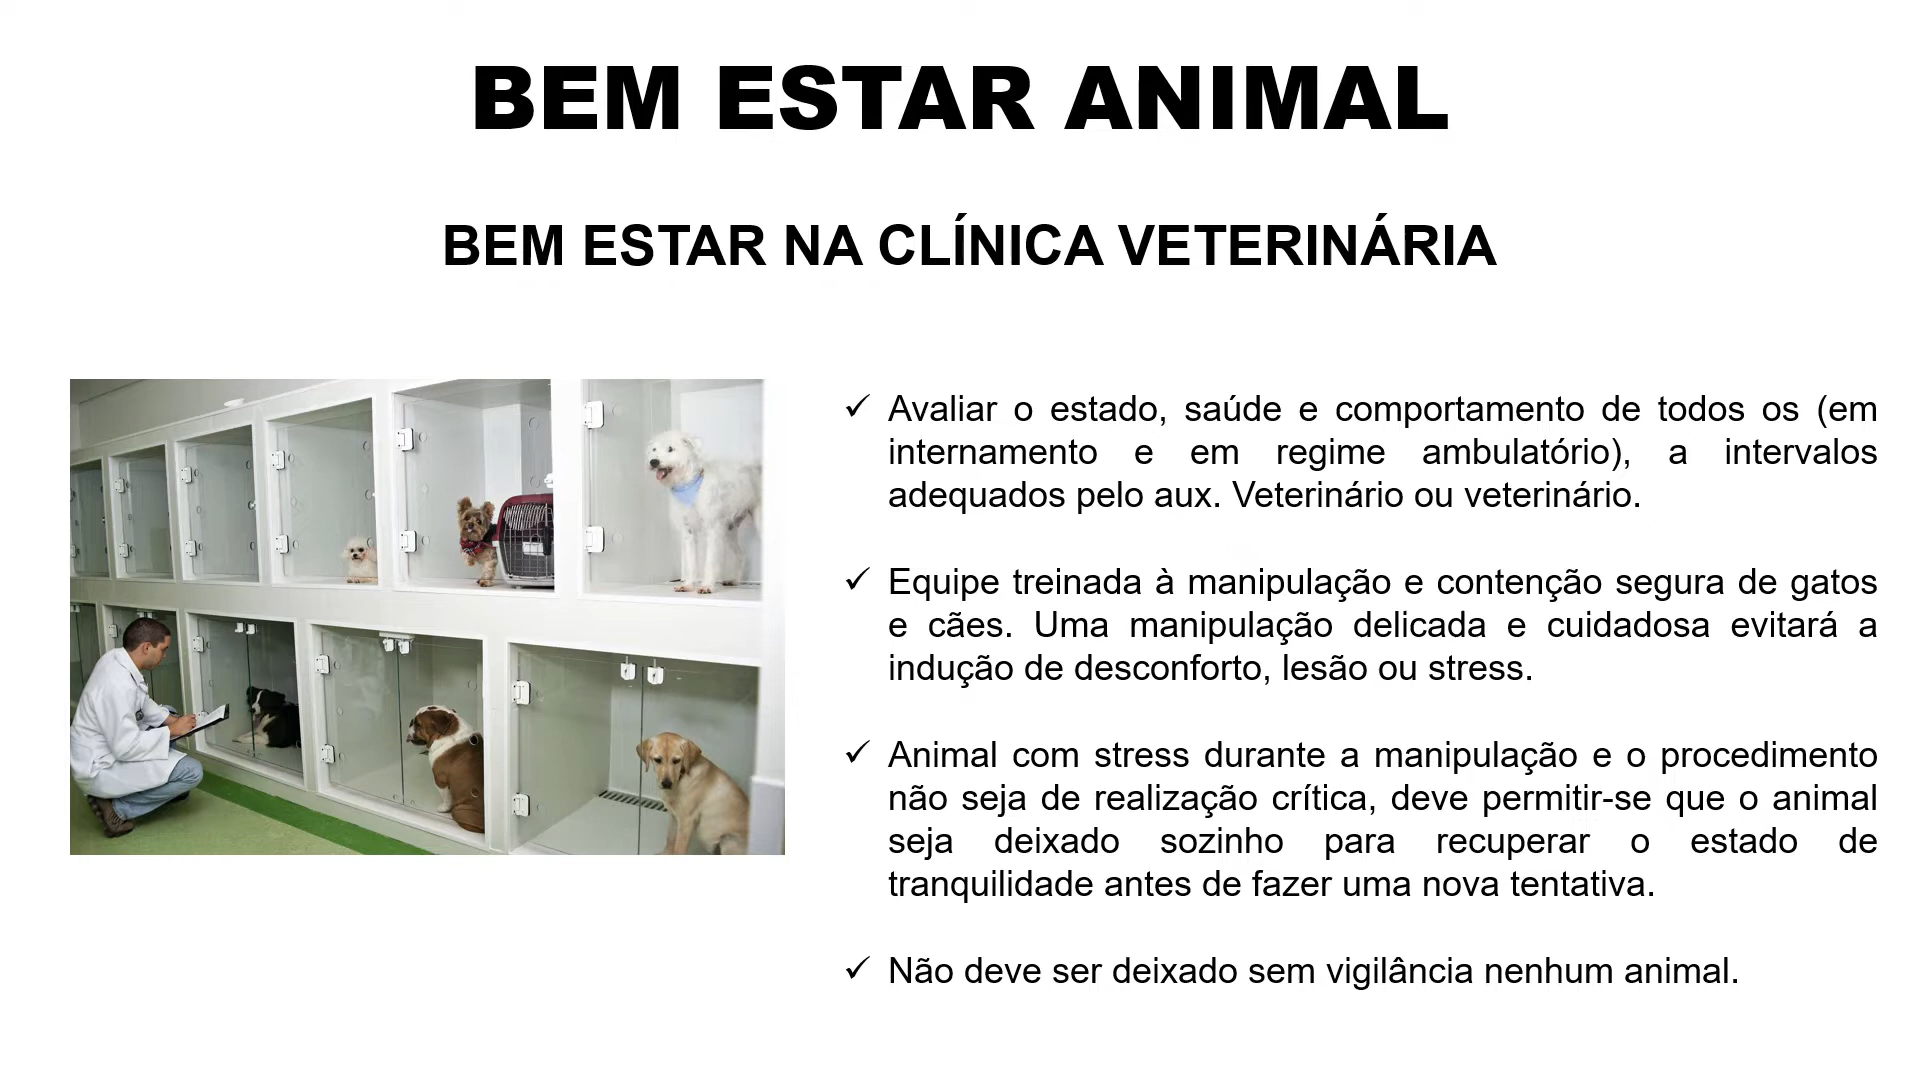 BEM ESTAR ANIMAL
BEM ESTAR NA CLÍNICA VETERINÁRIA
✓ Avaliar o estado, saúde e comportamento de todos os (em
internamento e em regime ambulatório), a intervalos
adequados pelo aux. Veterinário ou veterinário.
✓ Equipe treinada à manipulação e contenção segura de gatos
e cães. Uma manipulação delicada e cuidadosa evitará a
indução de desconforto, lesão ou stress.
✓ Animal com stress durante a manipulação e o procedimento
não seja de realização crítica, deve permitir-se que o animal
seja deixado sozinho para recuperar o estado de
tranquilidade antes de fazer uma nova tentativa.
✓ Não deve ser deixado sem vigilância nenhum animal.